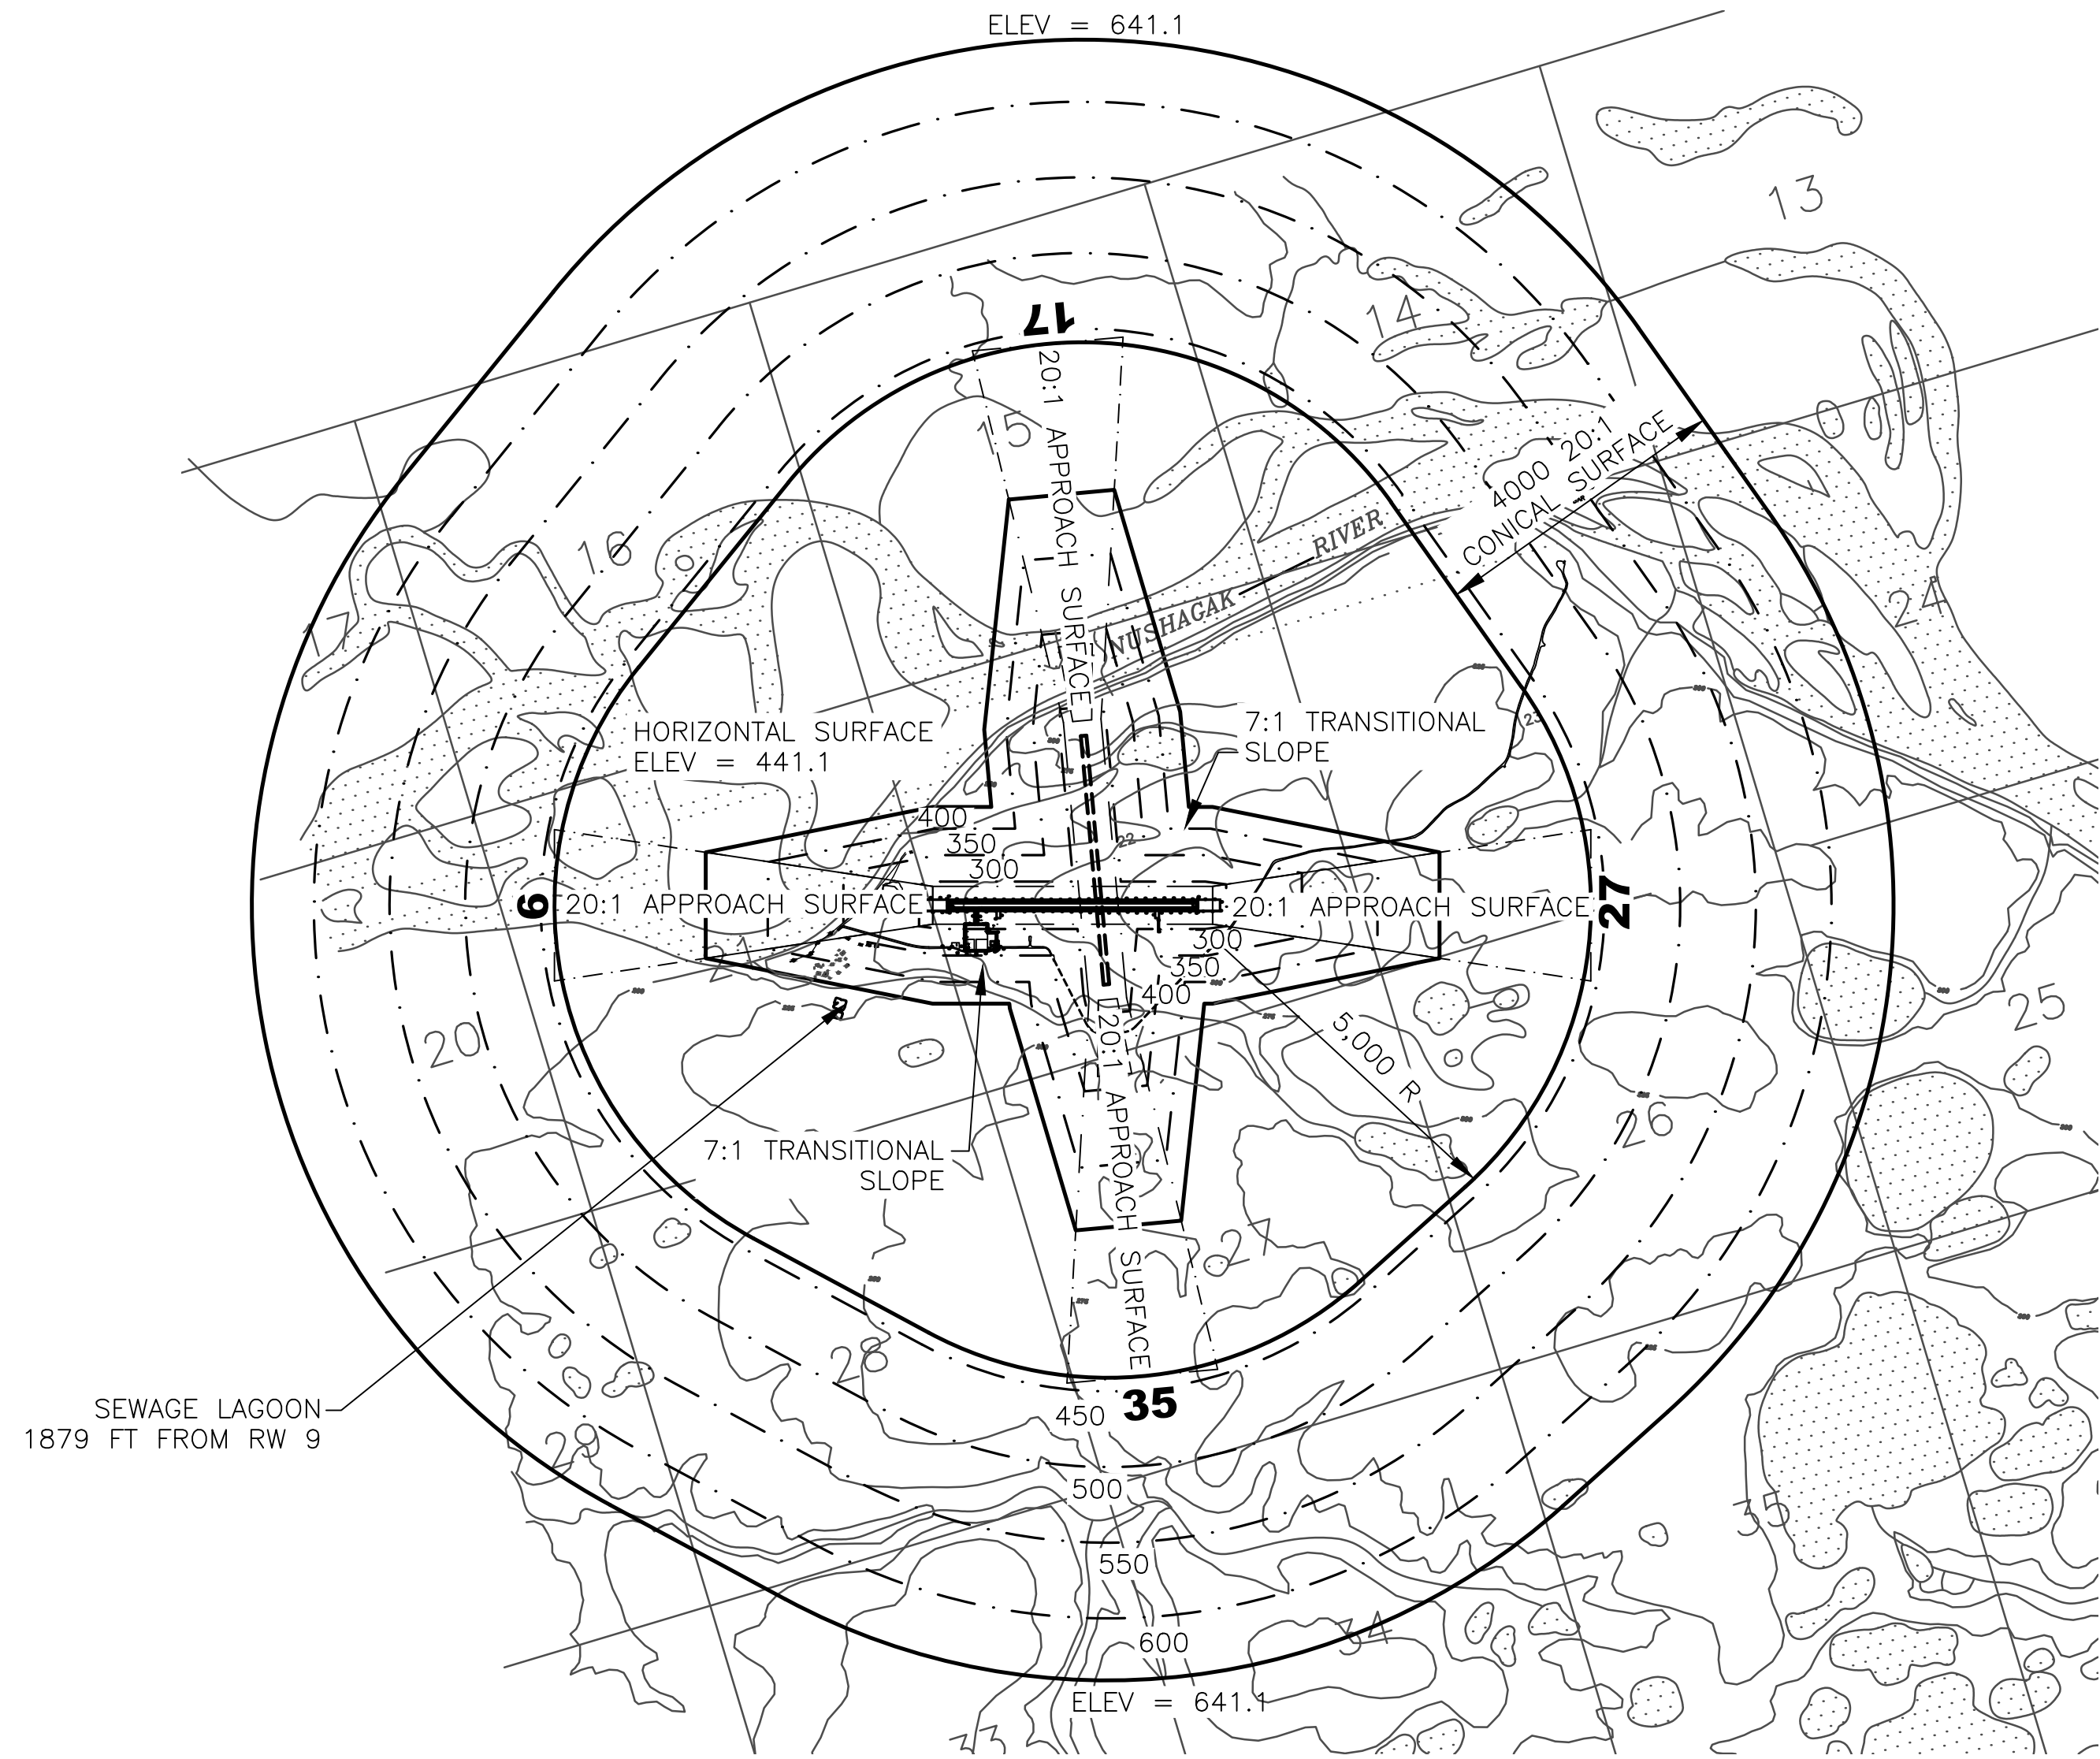 ELEV = 641.1
13
17
14
15
20:1 APPROACH SURFACE
4000 20:1
CONICAL SURFACE
16
RIVER
NUSHAGAK
17
24
HORIZONTAL SURFACE
ELEV = 441.1
7:1 TRANSITIONAL
SLOPE
23
400
350
300
22
9
20:1 APPROACH SURFACE
20:1 APPROACH SURFACE
27
300
350
400
21
20
25
5,000 R
26
7:1 TRANSITIONAL
SLOPE
20:1 APPROACH SURFACE
27
28
SEWAGE LAGOON
1879 FT FROM RW 9
35
450
29
500
35
550
600
34
ELEV = 641.1
33